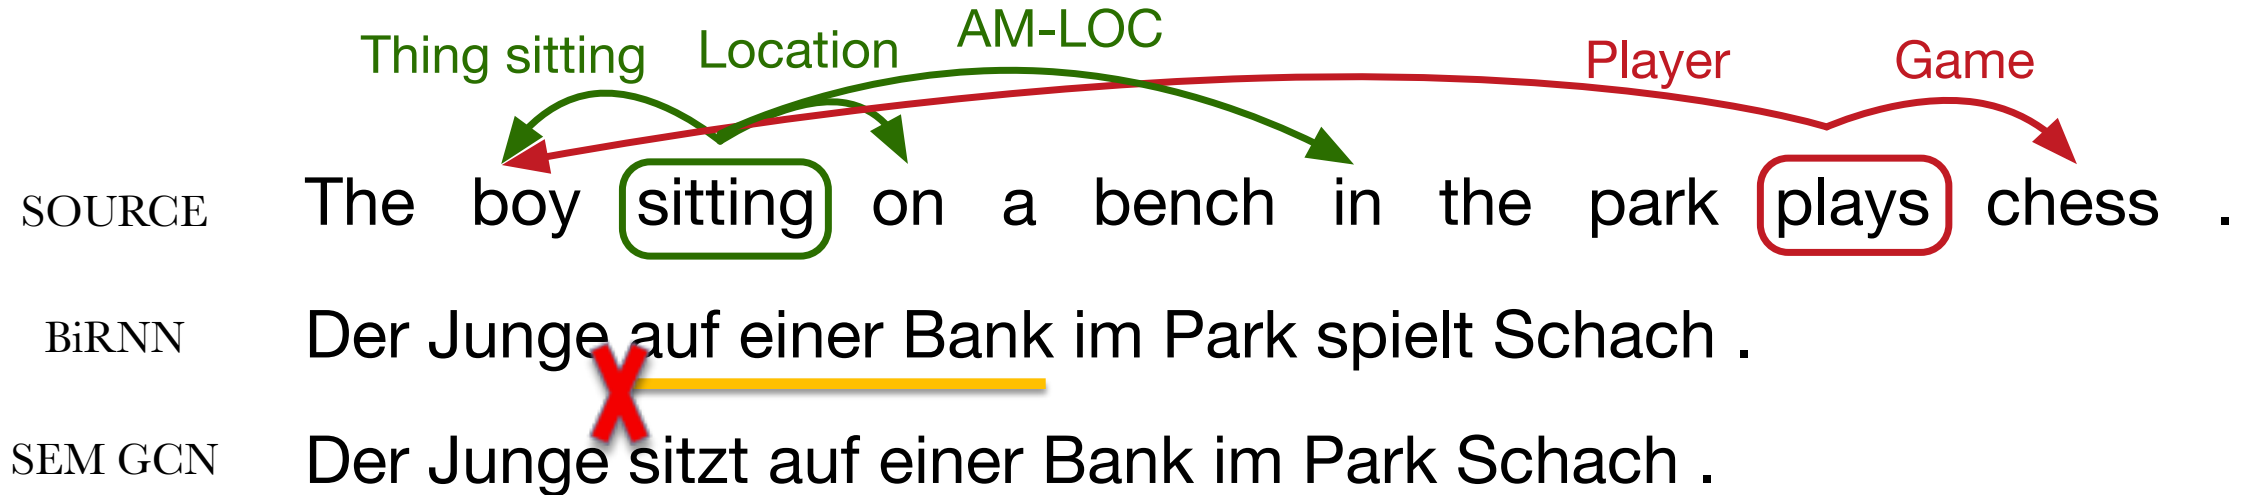 Thing sitting Location AM-LOC Player Game
SOURCE The boy sitting on a bench in the park plays chess .
BiRNN Der Junge auf einer Bank im Park spielt Schach .
SEM GCN Der Junge sitzt auf einer Bank im Park Schach .